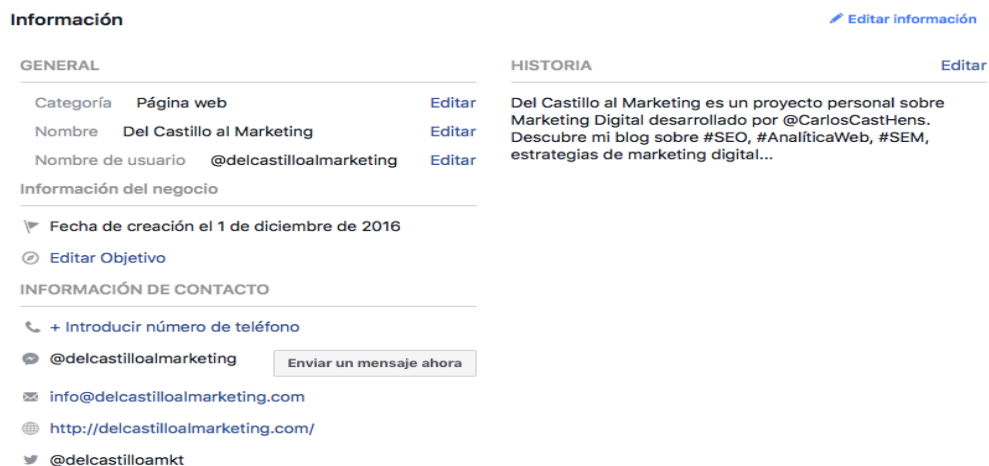 Información
Editar información
GENERAL
Categoría Página web Editar
Nombre Del Castillo al Marketing Editar
Nombre de usuario @delcastilloalmarketing Editar
Información del negocio
Fecha de creación el 1 de diciembre de 2016
Editar Objetivo
INFORMACIÓN DE CONTACTO
+ Introducir número de teléfono
@delcastilloalmarketing Enviar un mensaje ahora
info@delcastilloalmarketing.com
http://delcastilloalmarketing.com/
@delcastilloamkt
HISTORIA Editar
Del Castillo al Marketing es un proyecto personal sobre
Marketing Digital desarrollado por @CarlosCastHens.
Descubre mi blog sobre #SEO, #AnalíticaWeb, #SEM,
estrategias de marketing digital...